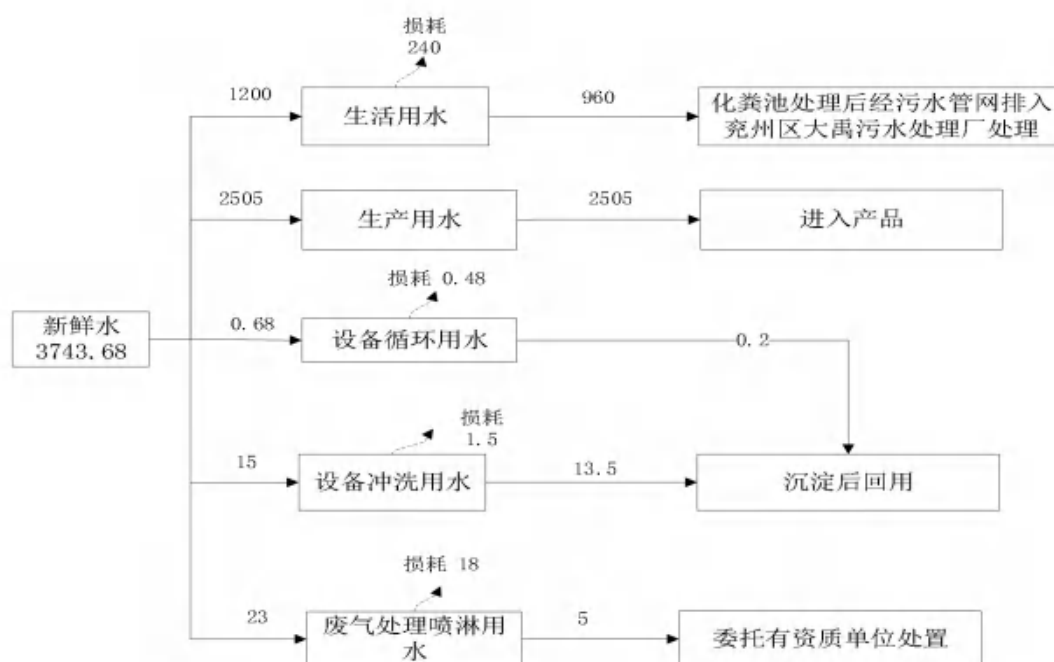 损耗
240
1200
生活用水
960
化粪池处理后经污水管网排入
兖州区大禹污水处理厂处理
2505
生产用水
2505
进入产品
损耗 0.48
新鲜水
3743.68
0.68
设备循环用水
0.2
损耗
1.5
15
设备冲洗用水
13.5
沉淀后回用
损耗 18
23
废气处理喷淋用
水
5
委托有资质单位处置